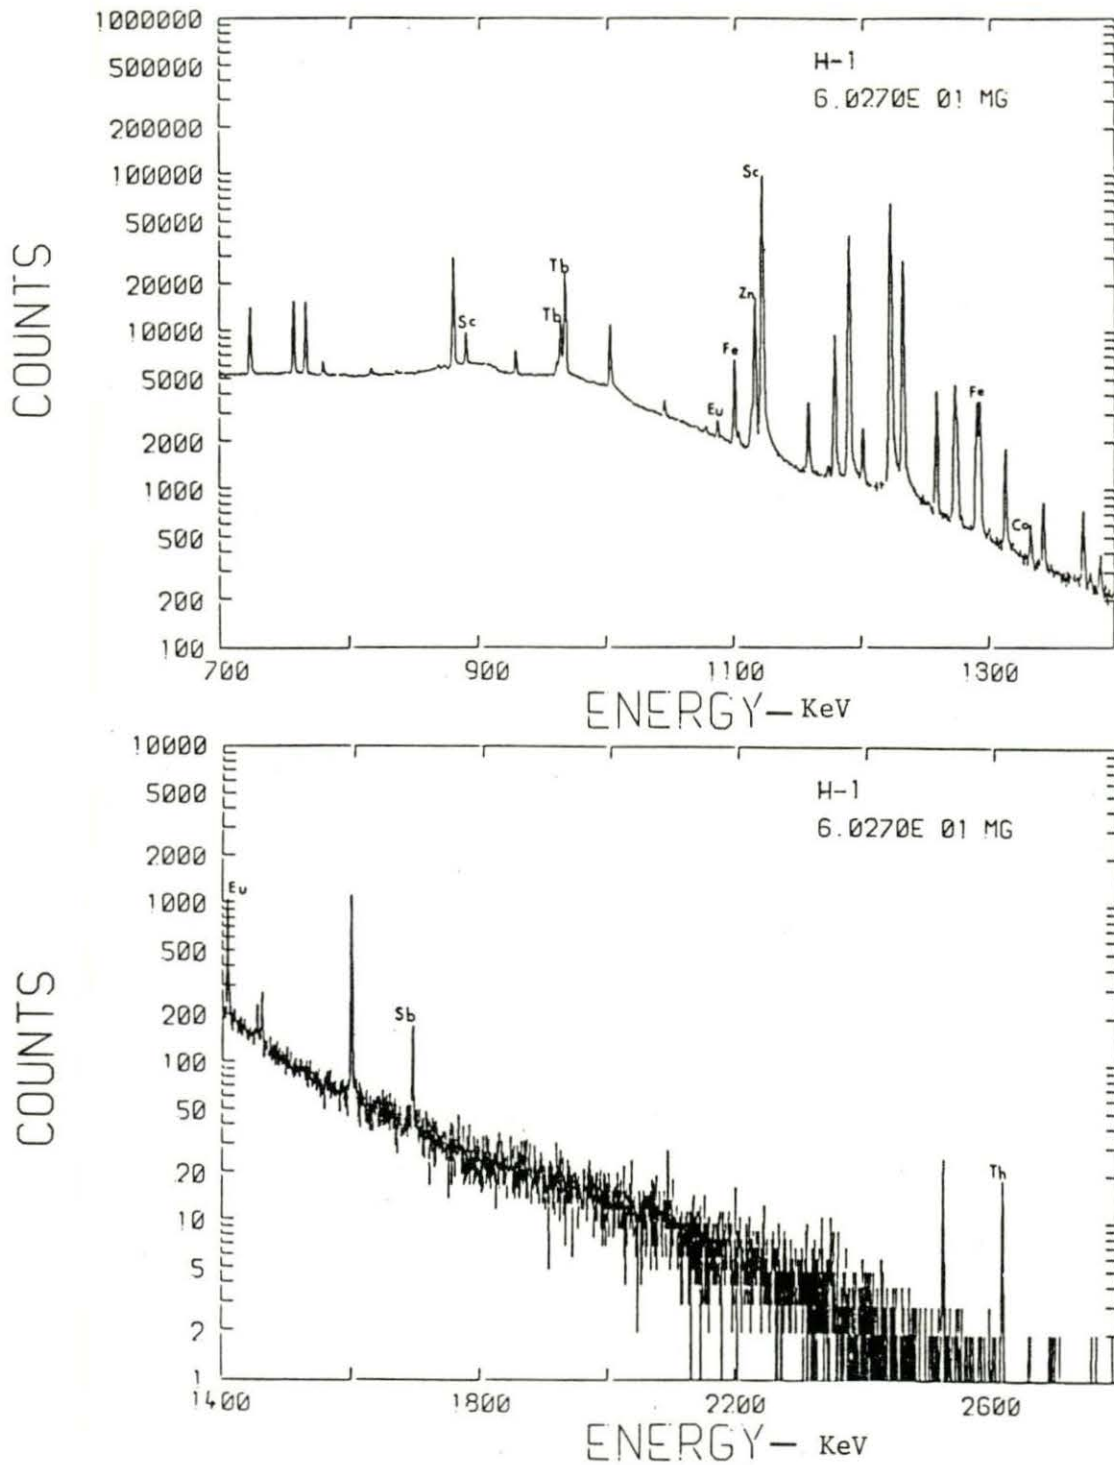 1000000
500000
200000
100000
50000
20000
10000
5000
2000
1000
500
200
100
COUNTS
H-1
6.0270E 01 MG
Sc
Tb
Tb
Sc
Zn
Fe
Eu
Fe
Co
700 900 1100 1300
ENERGY— KeV
10000
5000
2000
1000
500
200
100
50
20
10
5
2
1
COUNTS
H-1
6.0270E 01 MG
Eu
Sb
Th
1400 1800 2200 2600
ENERGY— KeV